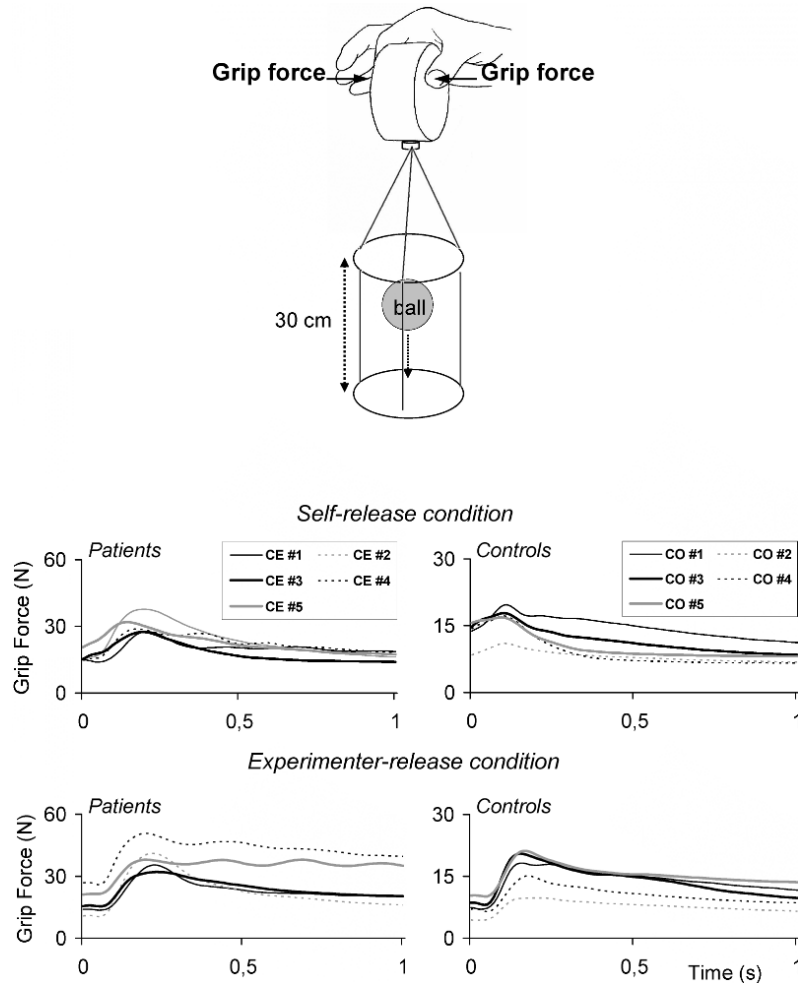 Grip force Grip force
ball
30 cm
Self-release condition
Patients
CE #1 CE #2
CE #3 CE #4
CE #5
Controls
CO #1 CO #2
CO #3 CO #4
CO #5
Grip Force (N)
60
30
0
0 0,5 1
30
15
0
0 0,5 1
Experimenter-release condition
Patients
Controls
Grip Force (N)
60
30
0
0 0,5 1
30
15
0
0 0,5 1
Time (s)